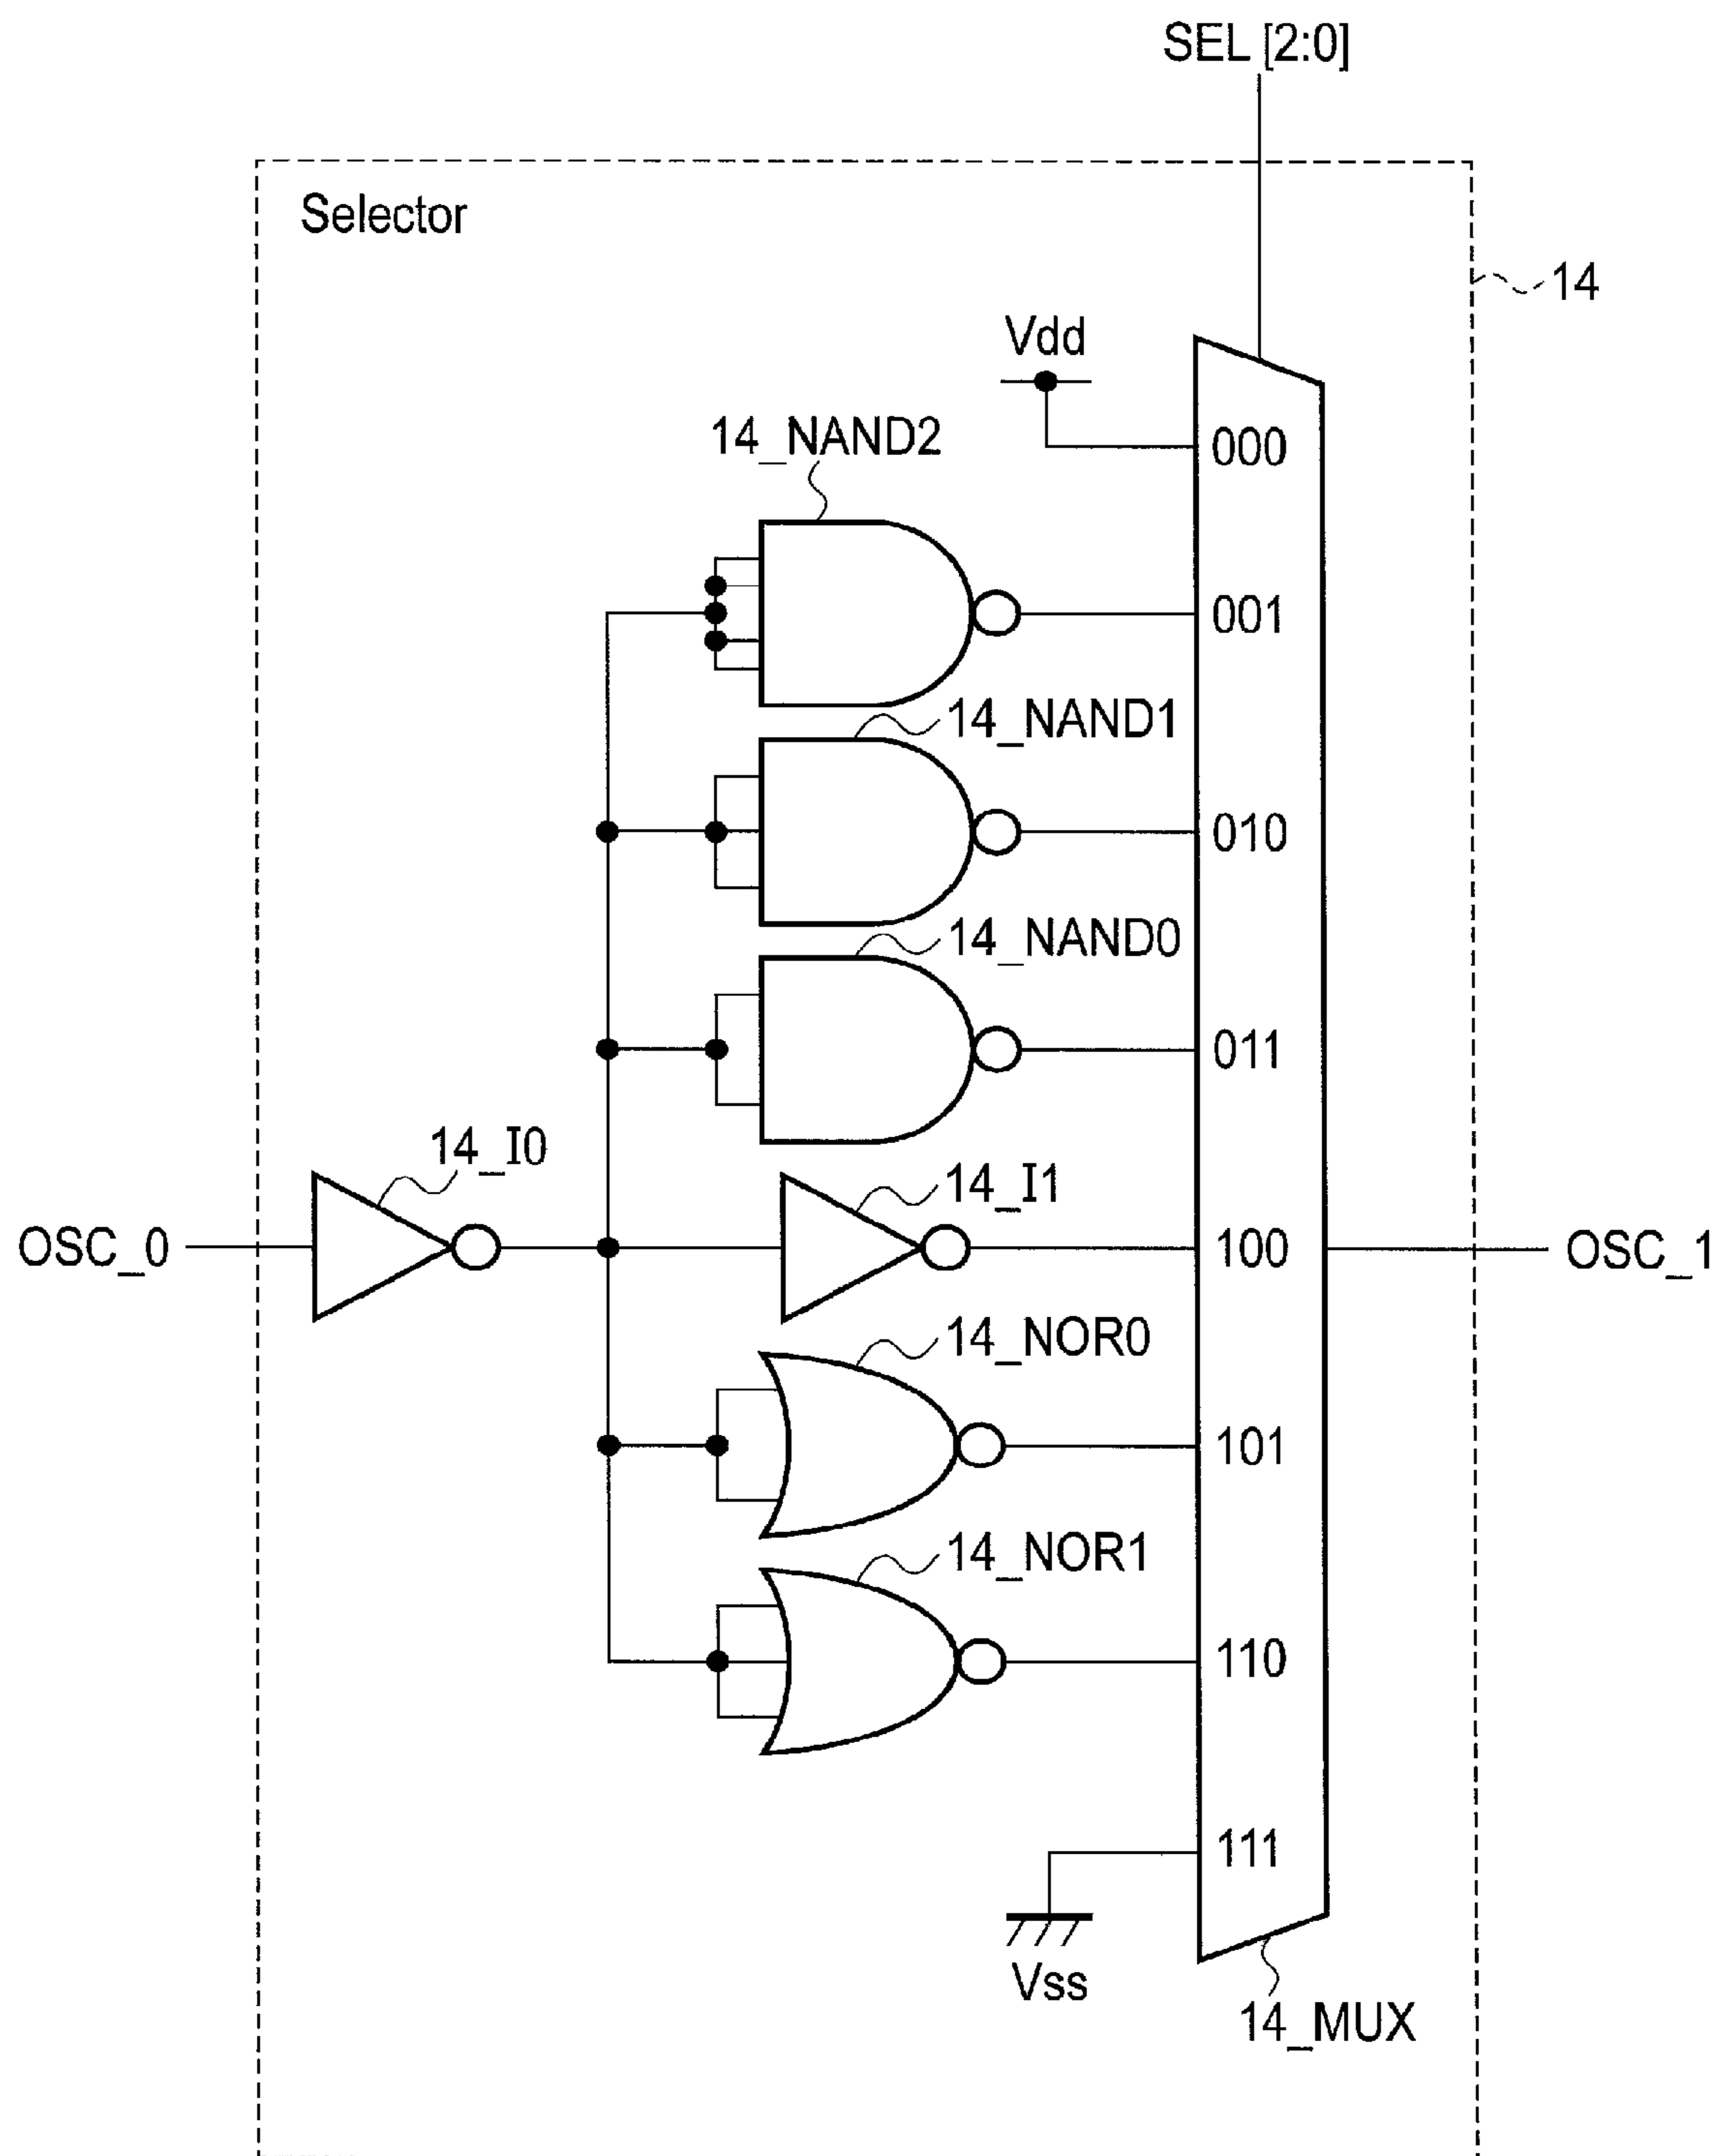 SEL [2:0]
Selector
14
Vdd
000
14_NAND2
001
14_NAND1
010
14_NAND0
011
14_I0
14_I1
OSC_0
100
OSC_1
14_NOR0
101
14_NOR1
110
111
Vss
14_MUX